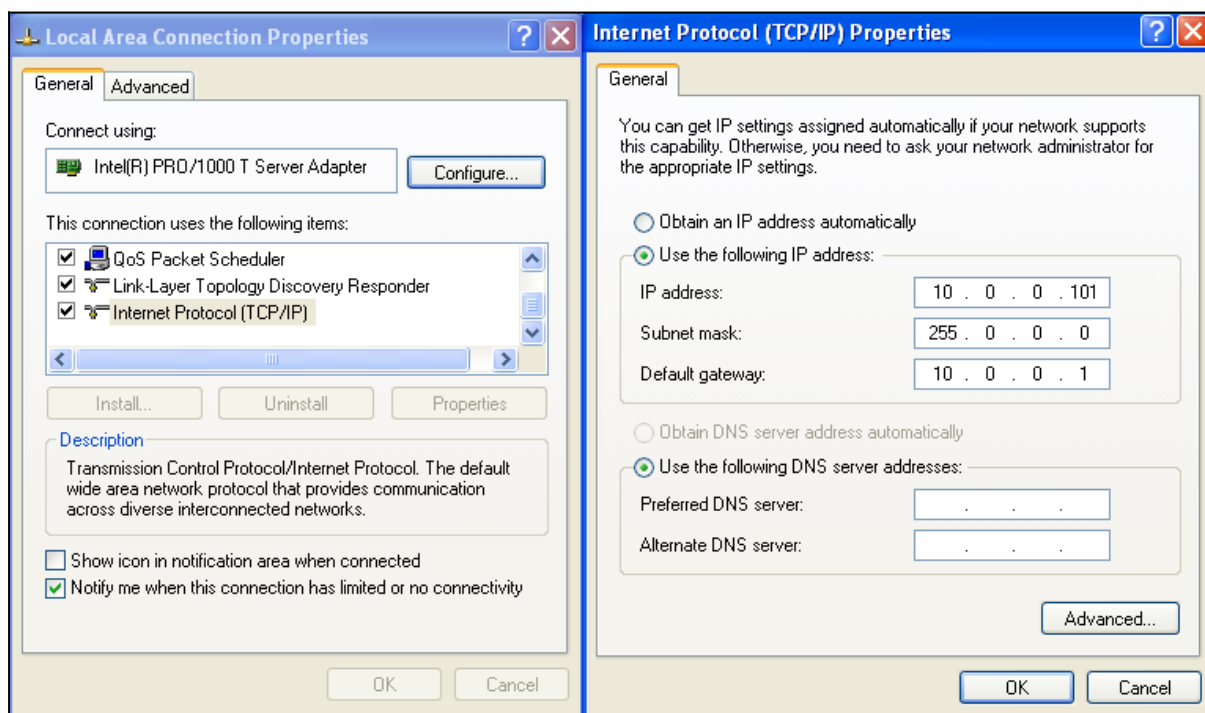 Local Area Connection Properties
General
Advanced
Connect using:
Intel(R) PRO/1000 T Server Adapter
Configure...
This connection uses the following items:
QoS Packet Scheduler
Link-Layer Topology Discovery Responder
Internet Protocol (TCP/IP)
Install...
Uninstall
Properties
Description
Transmission Control Protocol/Internet Protocol. The default
wide area network protocol that provides communication
across diverse interconnected networks.
Show icon in notification area when connected
Notify me when this connection has limited or no connectivity
OK
Cancel
Internet Protocol (TCP/IP) Properties
General
You can get IP settings assigned automatically if your network supports
this capability. Otherwise, you need to ask your network administrator for
the appropriate IP settings.
Obtain an IP address automatically
Use the following IP address:
IP address: 10 . 0 . 0 . 101
Subnet mask: 255 . 0 . 0 . 0
Default gateway: 10 . 0 . 0 . 1
Obtain DNS server address automatically
Use the following DNS server addresses:
Preferred DNS server: . . .
Alternate DNS server: . . .
Advanced...
OK
Cancel